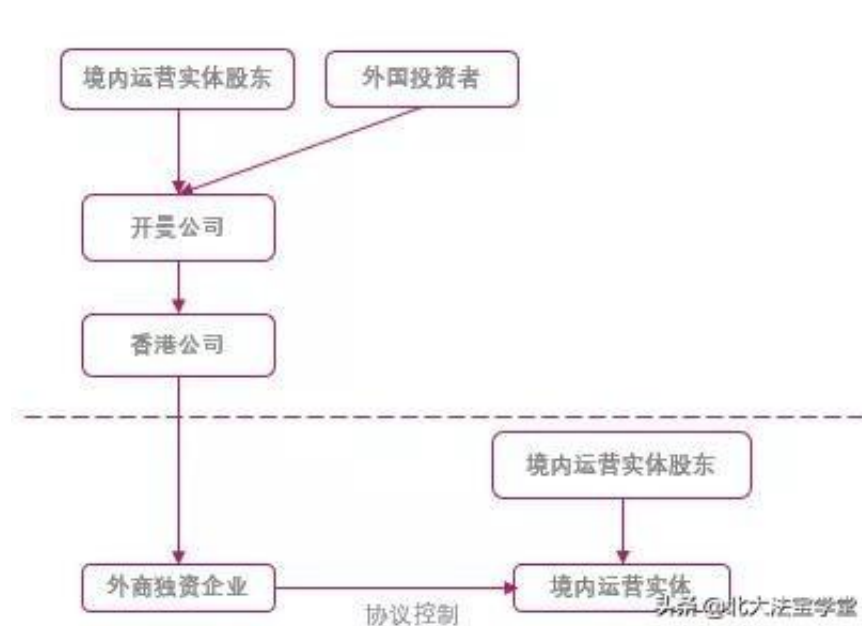 境内运营实体股东
外国投资者
开曼公司
香港公司
境内运营实体股东
外商独资企业
境内运营实体
协议控制
头条@北大法宝学堂